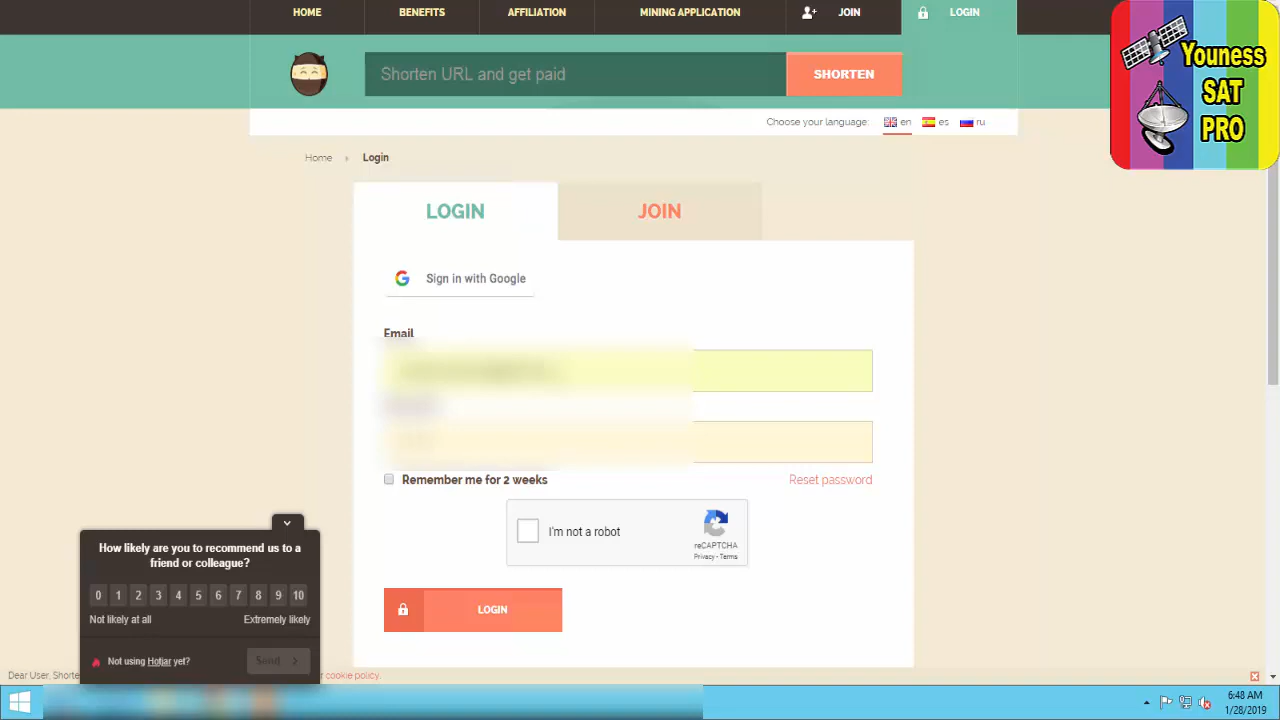 HOME BENEFITS AFFILIATION MINING APPLICATION JOIN LOGIN
Shorten URL and get paid
SHORTEN
Youness
SAT
PRO
Choose your language: en es ru
Home › Login
LOGIN
JOIN
Sign in with Google
Email
Remember me for 2 weeks
Reset password
I'm not a robot
reCAPTCHA
Privacy - Terms
LOGIN
How likely are you to recommend us to a
friend or colleague?
0 1 2 3 4 5 6 7 8 9 10
Not likely at all Extremely likely
Not using Hotjar yet?
Send
Dear User, Shorte
cookie policy.
6:48 AM
1/28/2019